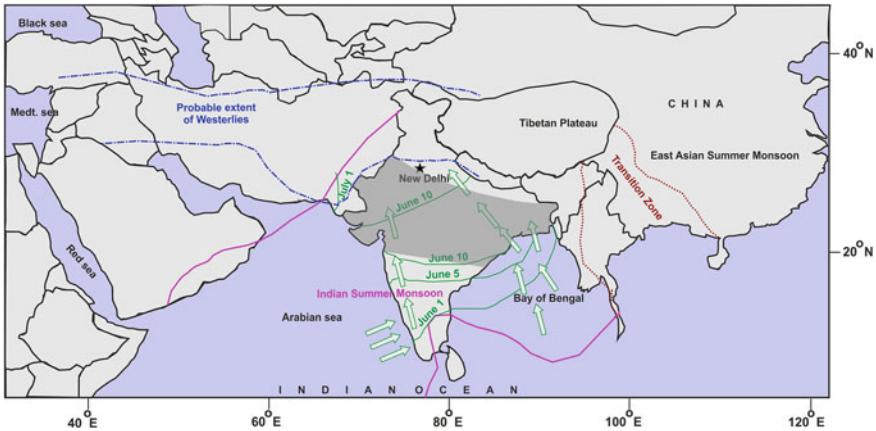 Black sea
40°N
Medt. sea
Probable extent
of Westerlies
CHINA
Tibetan Plateau
East Asian Summer Monsoon
Transition Zone
New Delhi
July 1
June 10
20°N
Red sea
June 10
June 5
Indian Summer Monsoon
June 1
Bay of Bengal
Arabian sea
INDIAN OCEAN
40°E
60°E
80°E
100°E
120°E